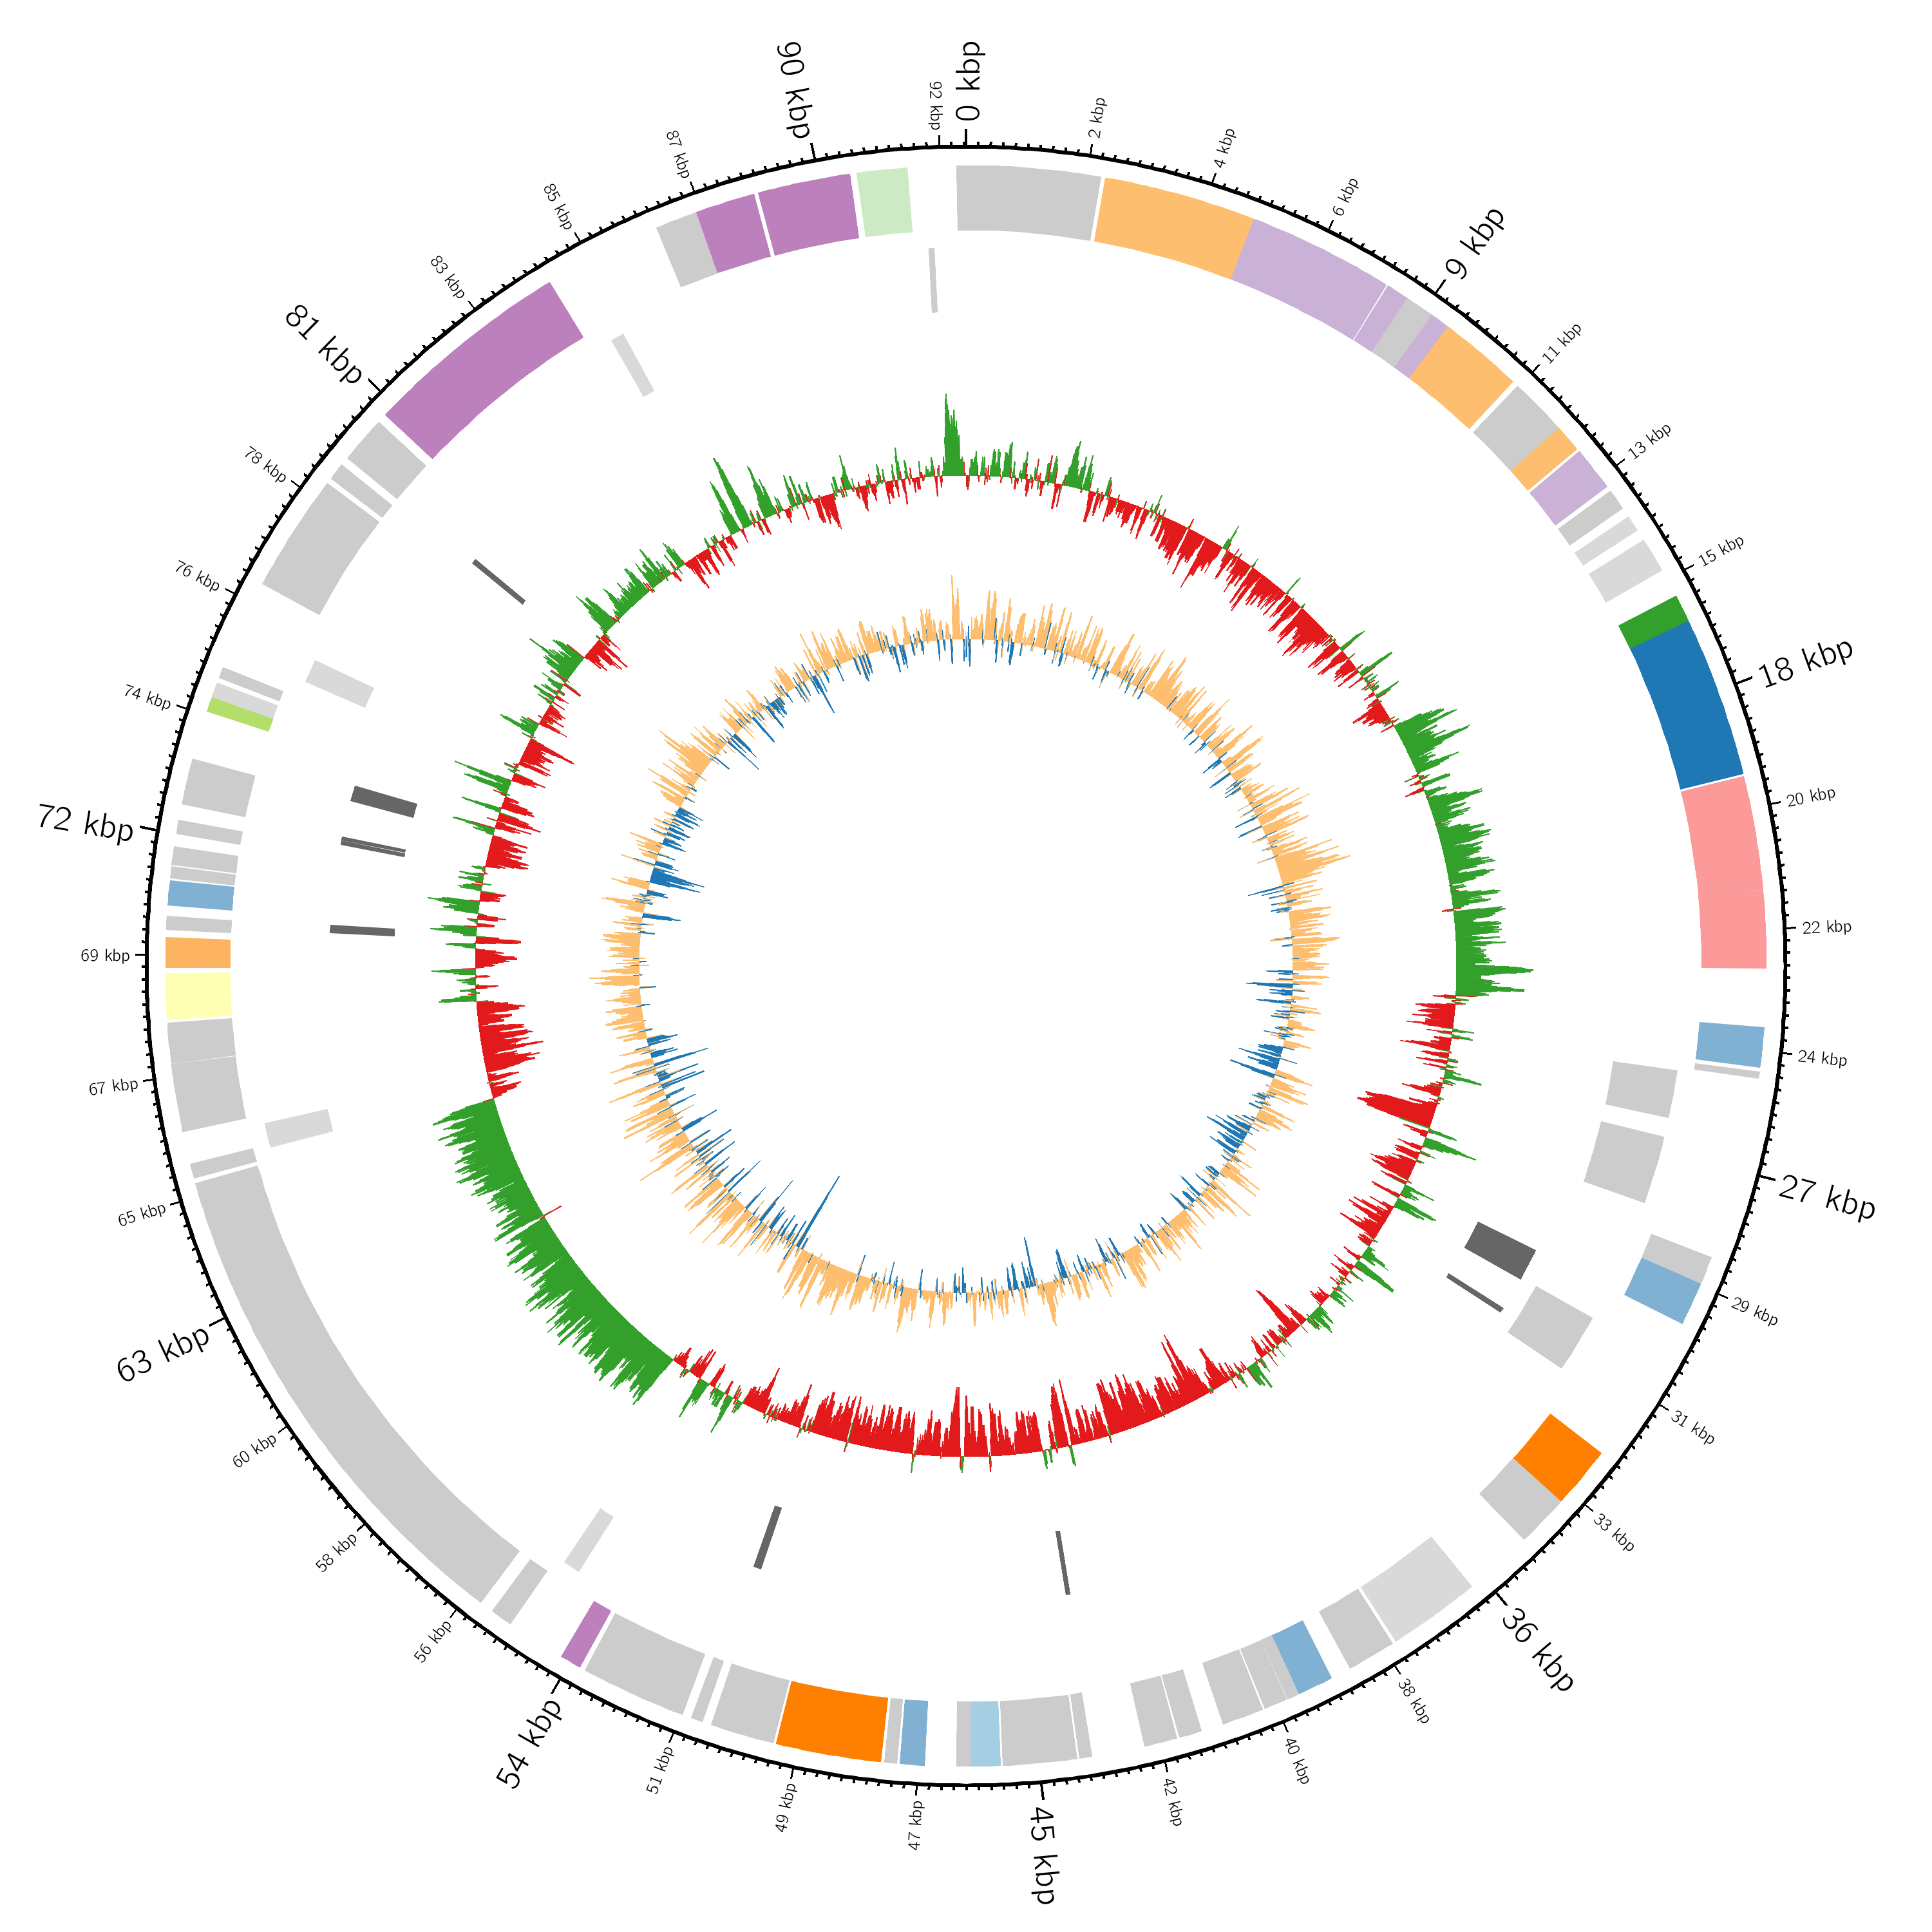 0 kbp
2 kbp
4 kbp
6 kbp
9 kbp
11 kbp
13 kbp
15 kbp
18 kbp
20 kbp
22 kbp
24 kbp
27 kbp
29 kbp
31 kbp
33 kbp
36 kbp
38 kbp
40 kbp
42 kbp
45 kbp
47 kbp
49 kbp
51 kbp
54 kbp
56 kbp
58 kbp
60 kbp
63 kbp
65 kbp
67 kbp
69 kbp
72 kbp
74 kbp
76 kbp
78 kbp
81 kbp
83 kbp
85 kbp
87 kbp
90 kbp
92 kbp